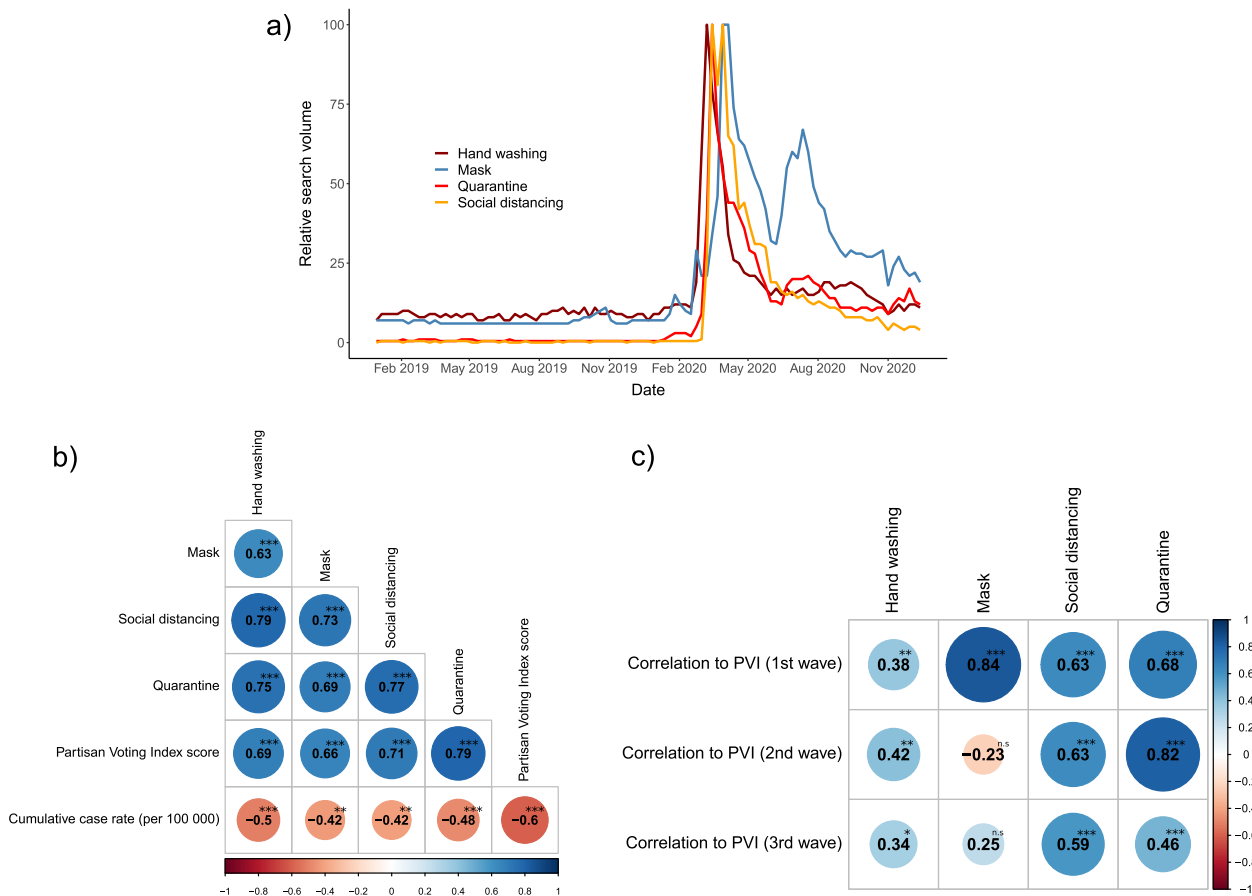 a)
Relative search volume
100
75
50
25
0
Hand washing
Mask
Quarantine
Social distancing
Feb 2019 May 2019 Aug 2019 Nov 2019 Feb 2020 May 2020 Aug 2020 Nov 2020
Date
b)
Hand washing
Mask
Social distancing
Quarantine
Partisan Voting Index score
Mask 0.63***
Social distancing 0.79*** 0.73***
Quarantine 0.75*** 0.69*** 0.77***
Partisan Voting Index score 0.69*** 0.66*** 0.71*** 0.79***
Cumulative case rate (per 100 000) −0.5*** −0.42** −0.42** −0.48*** −0.6***
−1 −0.8 −0.6 −0.4 −0.2 0 0.2 0.4 0.6 0.8 1
c)
Hand washing
Mask
Social distancing
Quarantine
Correlation to PVI (1st wave) 0.38** 0.84*** 0.63*** 0.68***
Correlation to PVI (2nd wave) 0.42** −0.23 n.s 0.63*** 0.82***
Correlation to PVI (3rd wave) 0.34* 0.25 n.s 0.59*** 0.46***
1
0.8
0.6
0.4
0.2
0
−0.2
−0.4
−0.6
−0.8
−1